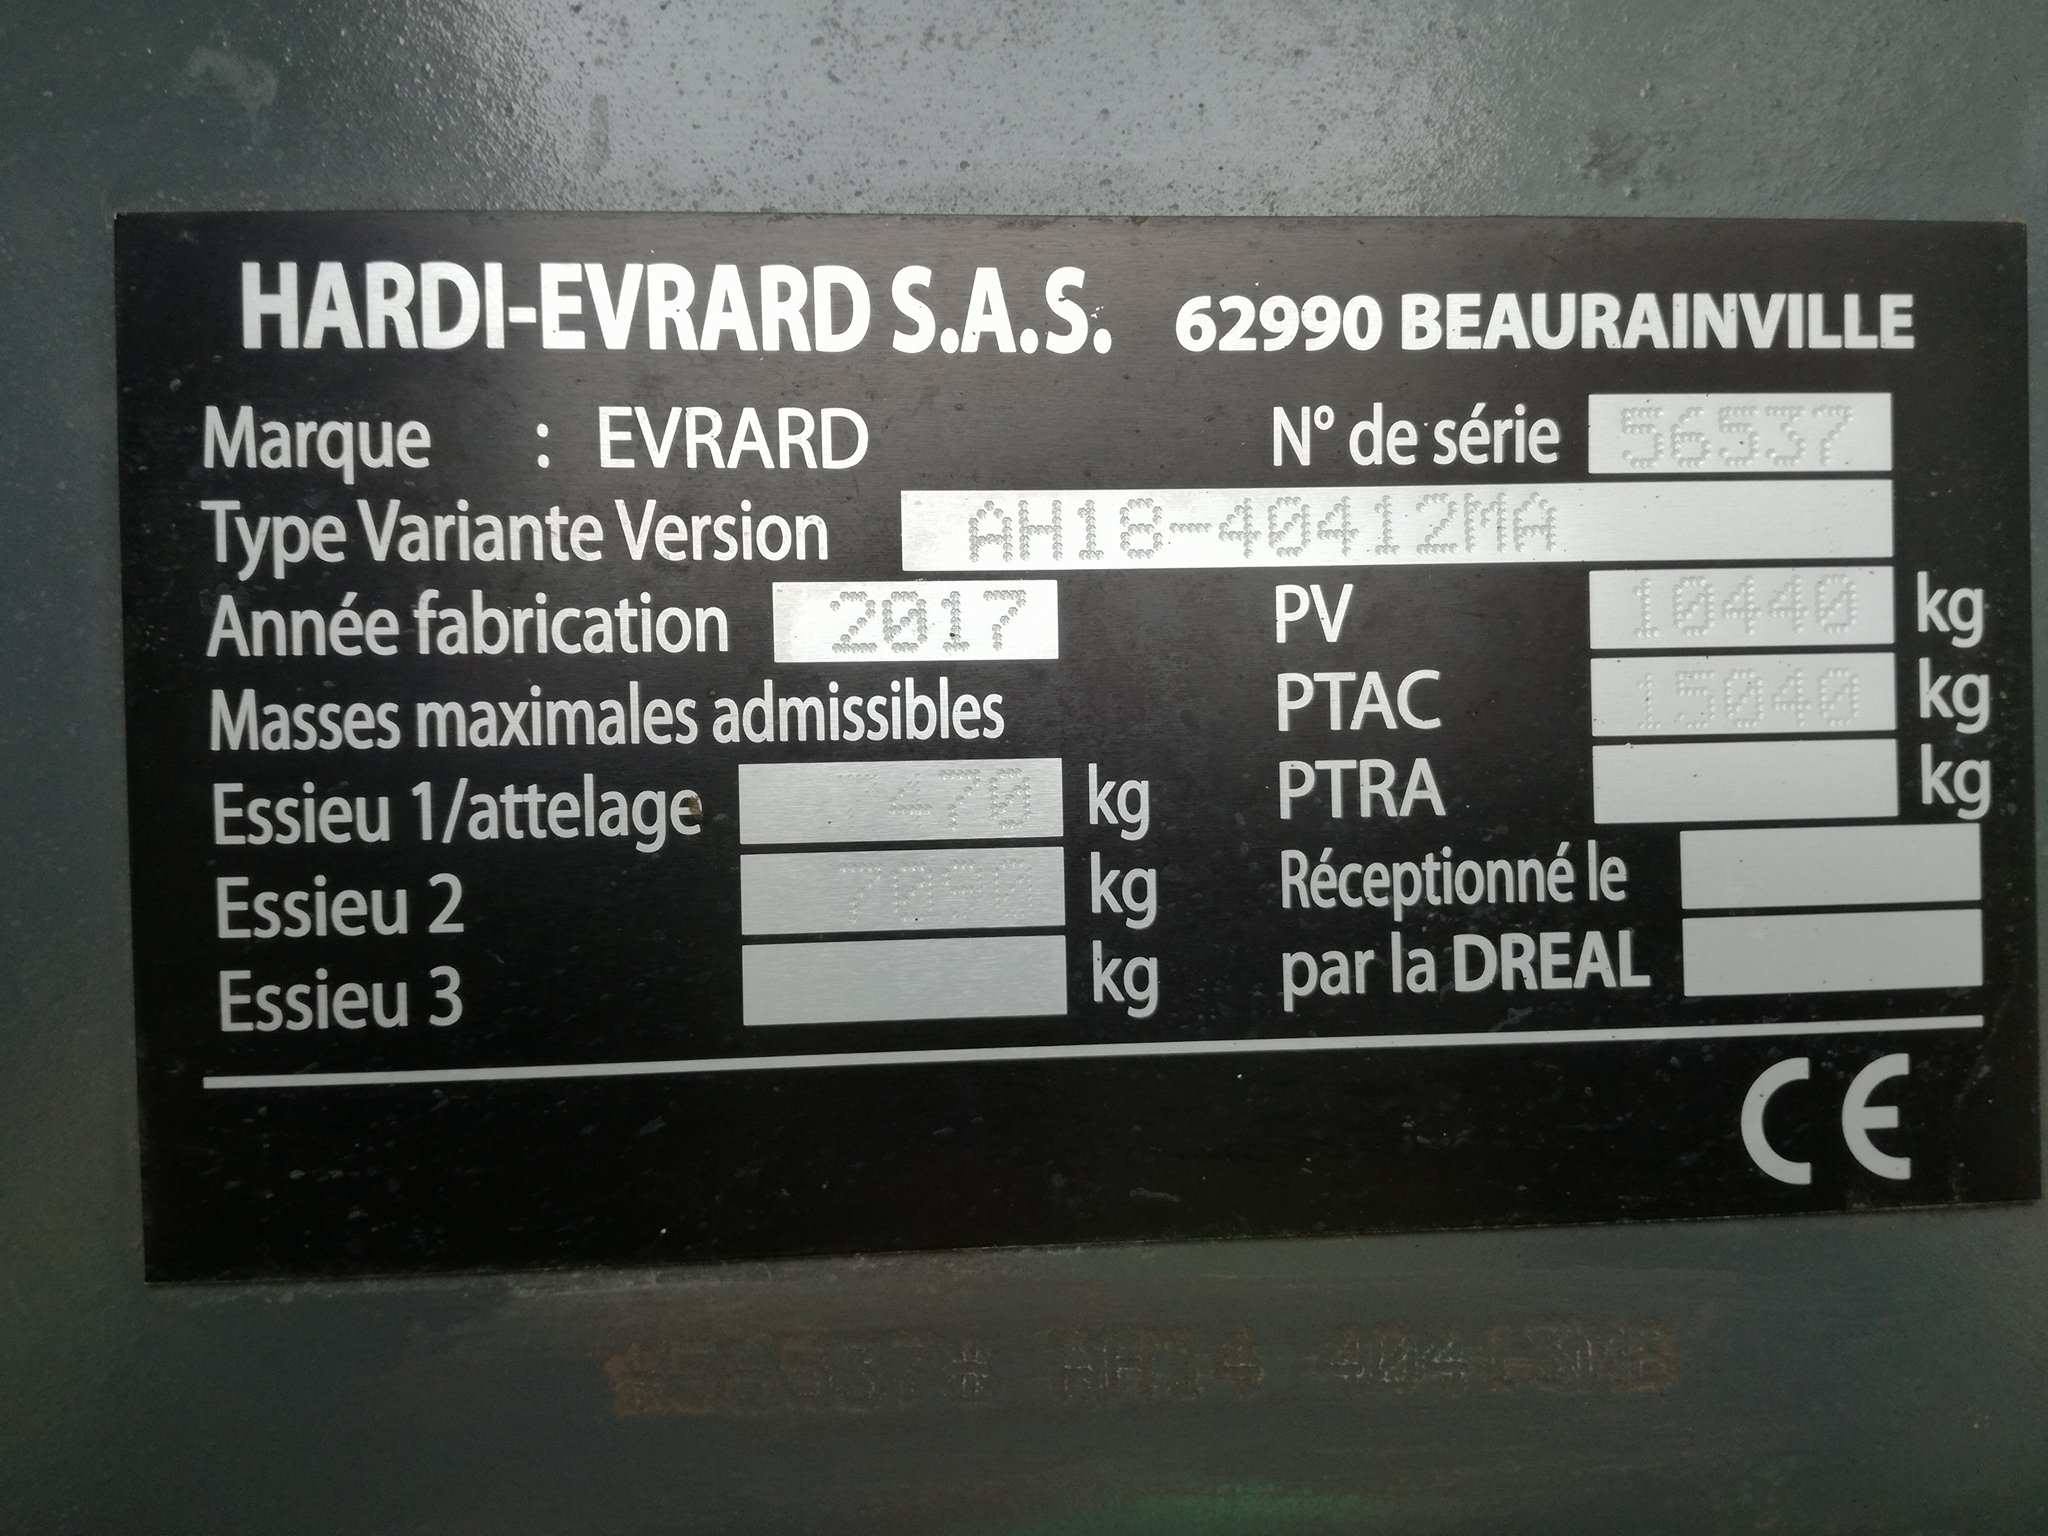 HARDI-EVRARD S.A.S. 62990 BEAURAINVILLE
Marque : EVRARD N° de série 56537
Type Variante Version AH18-40412MA
Année fabrication 2017 PV 10440 kg
Masses maximales admissibles PTAC 15040 kg
Essieu 1/attelage 7470 kg PTRA kg
Essieu 2 kg Réceptionné le
Essieu 3 kg par la DREAL
CE